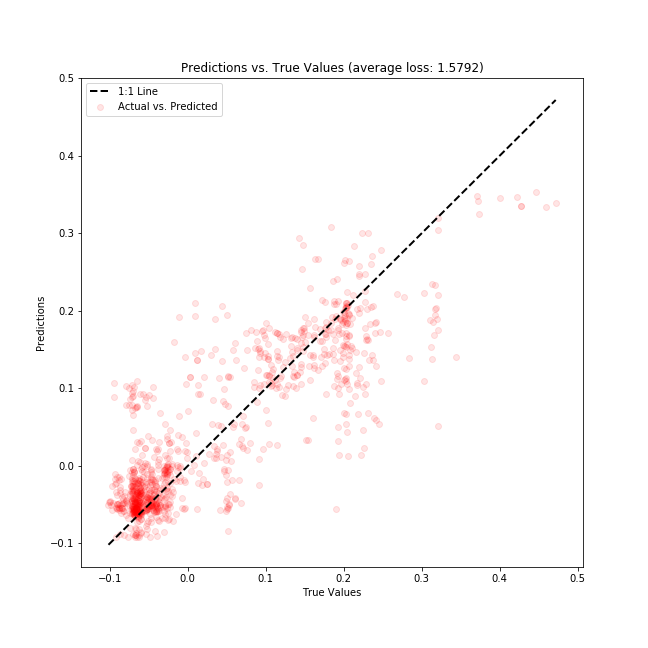 Predictions vs. True Values (average loss: 1.5792)
1:1 Line
Actual vs. Predicted
0.5
0.4
0.3
0.2
0.1
0.0
−0.1
Predictions
−0.1 0.0 0.1 0.2 0.3 0.4 0.5
True Values